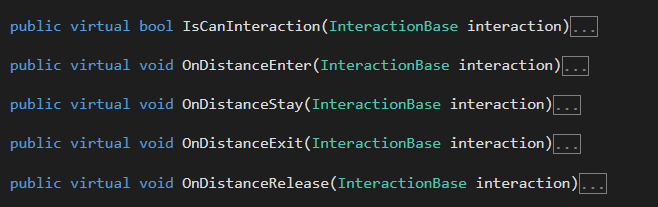 public virtual bool IsCanInteraction(InteractionBase interaction)...
public virtual void OnDistanceEnter(InteractionBase interaction)...
public virtual void OnDistanceStay(InteractionBase interaction)...
public virtual void OnDistanceExit(InteractionBase interaction)...
public virtual void OnDistanceRelease(InteractionBase interaction)...